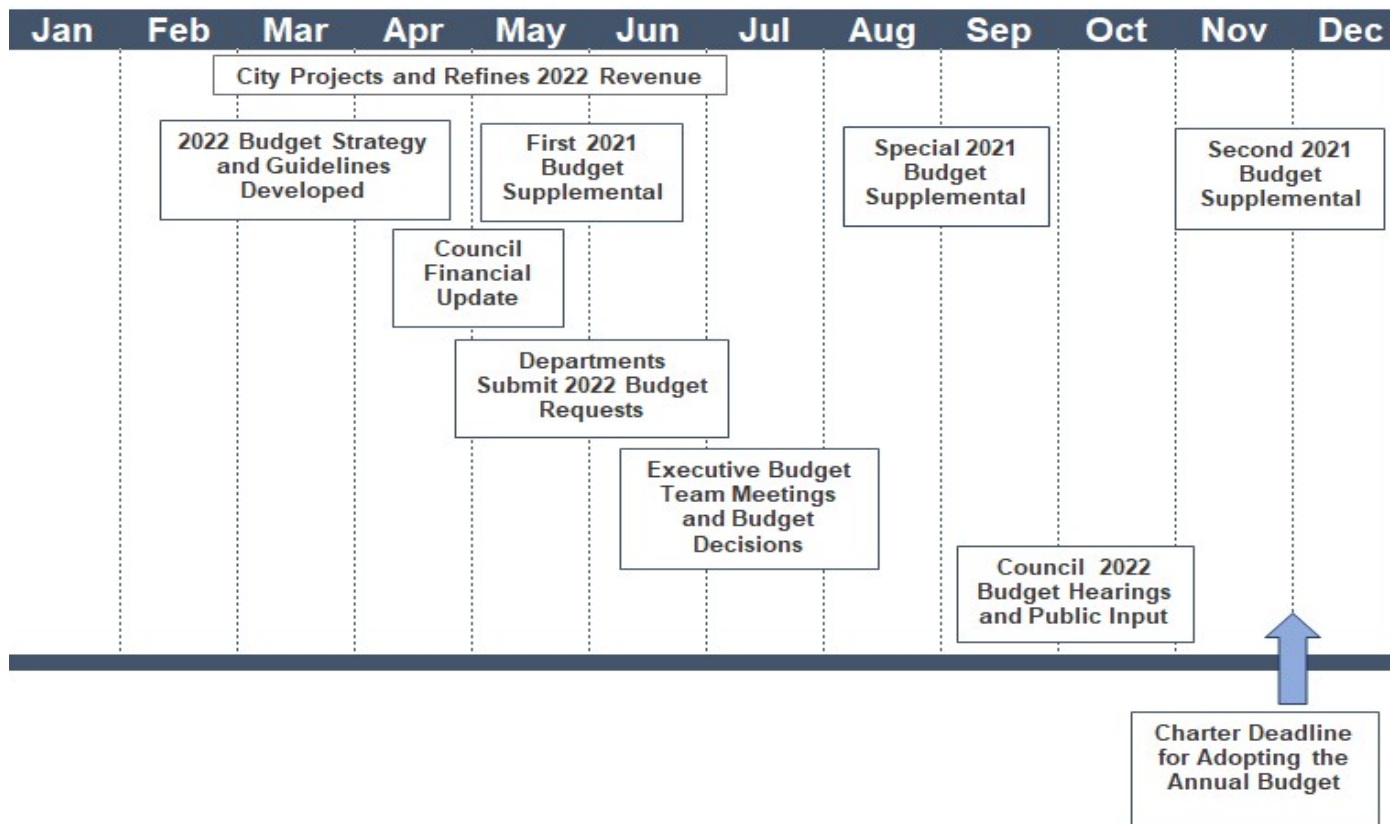 Jan Feb Mar Apr May Jun Jul Aug Sep Oct Nov Dec
City Projects and Refines 2022 Revenue
2022 Budget Strategy
and Guidelines
Developed
First 2021
Budget
Supplemental
Special 2021
Budget
Supplemental
Second 2021
Budget
Supplemental
Council
Financial
Update
Departments
Submit 2022 Budget
Requests
Executive Budget
Team Meetings
and Budget
Decisions
Council 2022
Budget Hearings
and Public Input
Charter Deadline
for Adopting the
Annual Budget